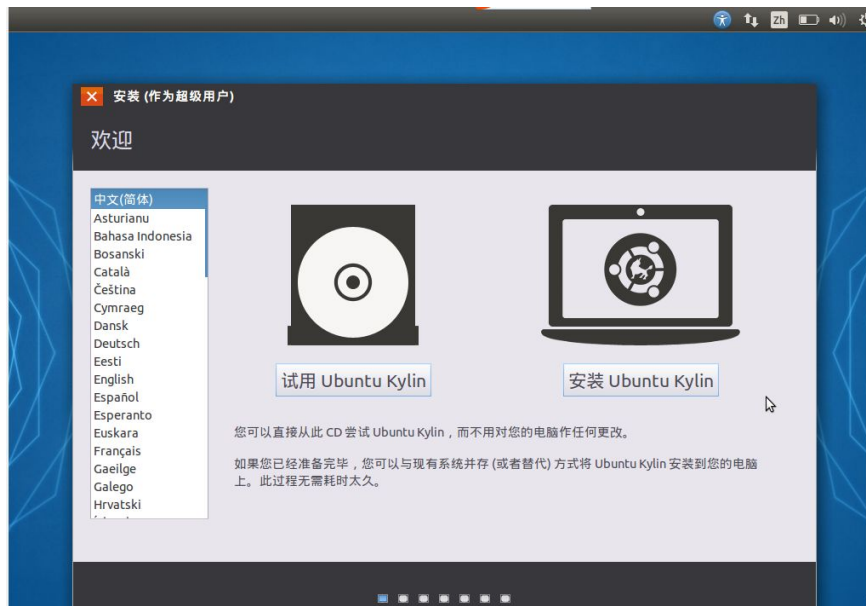 Zh
安装 (作为超级用户)
欢迎
中文(简体)
Asturianu
Bahasa Indonesia
Bosanski
Català
Čeština
Cymraeg
Dansk
Deutsch
Eesti
English
Español
Esperanto
Euskara
Français
Gaeilge
Galego
Hrvatski
试用 Ubuntu Kylin
安装 Ubuntu Kylin
您可以直接从此 CD 尝试 Ubuntu Kylin，而不用对您的电脑作任何更改。
如果您已经准备完毕，您可以与现有系统并存 (或者替代) 方式将 Ubuntu Kylin 安装到您的电脑
上。此过程无需耗时太久。